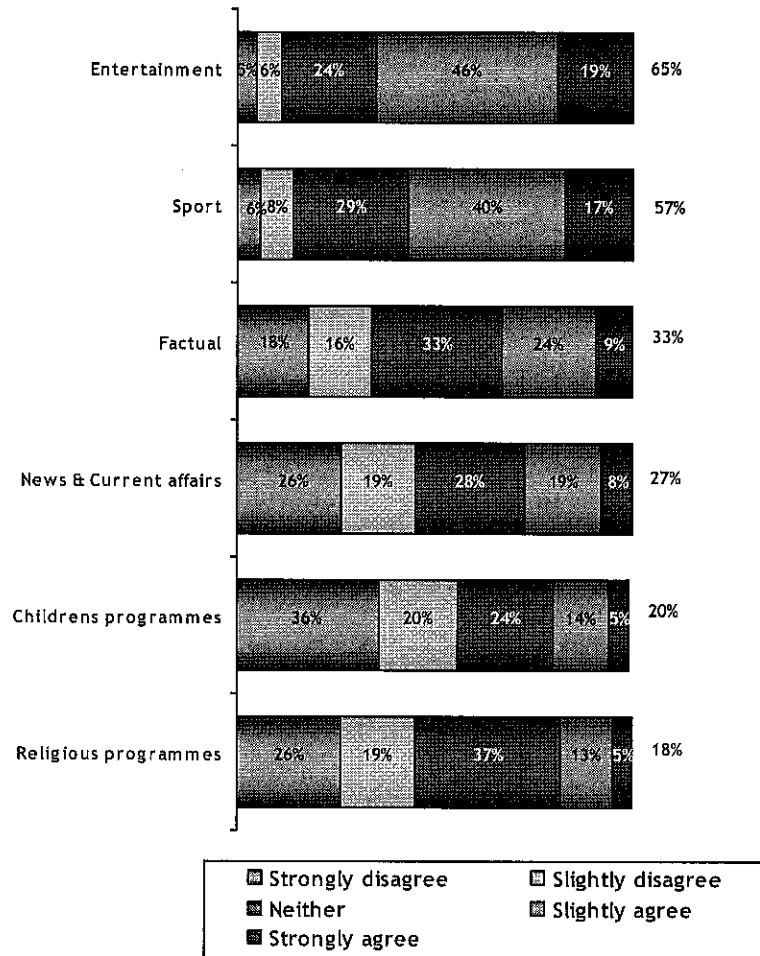 Entertainment 5% 6% 24% 46% 19% 65%
Sport 6% 8% 29% 40% 17% 57%
Factual 18% 16% 33% 24% 9% 33%
News & Current affairs 26% 19% 28% 19% 8% 27%
Childrens programmes 36% 20% 24% 14% 5% 20%
Religious programmes 26% 19% 37% 13% 5% 18%
Strongly disagree Slightly disagree
Neither Slightly agree
Strongly agree